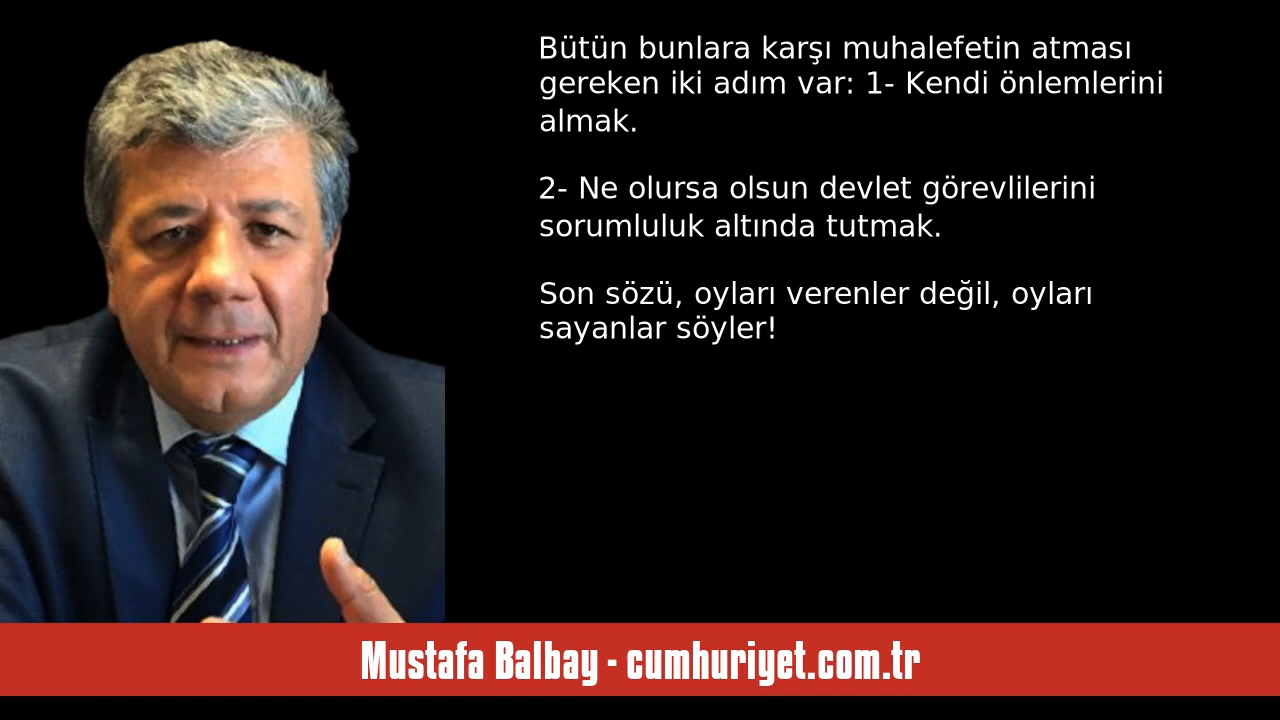 Bütün bunlara karşı muhalefetin atması
gereken iki adım var: 1- Kendi önlemlerini
almak.
2- Ne olursa olsun devlet görevlilerini
sorumluluk altında tutmak.
Son sözü, oyları verenler değil, oyları
sayanlar söyler!
Mustafa Balbay - cumhuriyet.com.tr